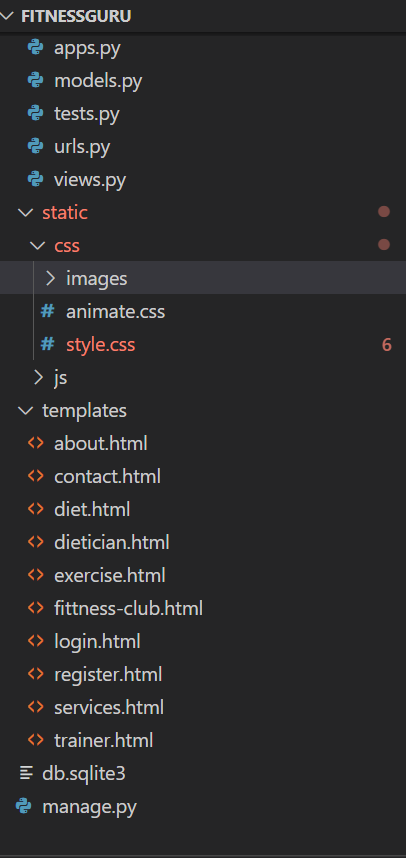 FITNESSGURU
apps.py
models.py
tests.py
urls.py
views.py
static
css
images
# animate.css
# style.css 6
js
templates
<> about.html
<> contact.html
<> diet.html
<> dietician.html
<> exercise.html
<> fittness-club.html
<> login.html
<> register.html
<> services.html
<> trainer.html
db.sqlite3
manage.py